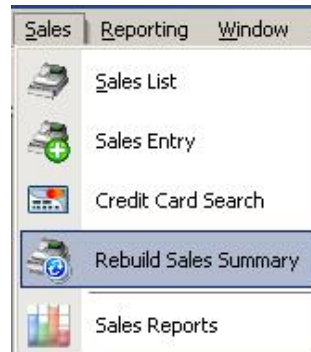 Sales Reporting Window
Sales List
Sales Entry
Credit Card Search
Rebuild Sales Summary
Sales Reports